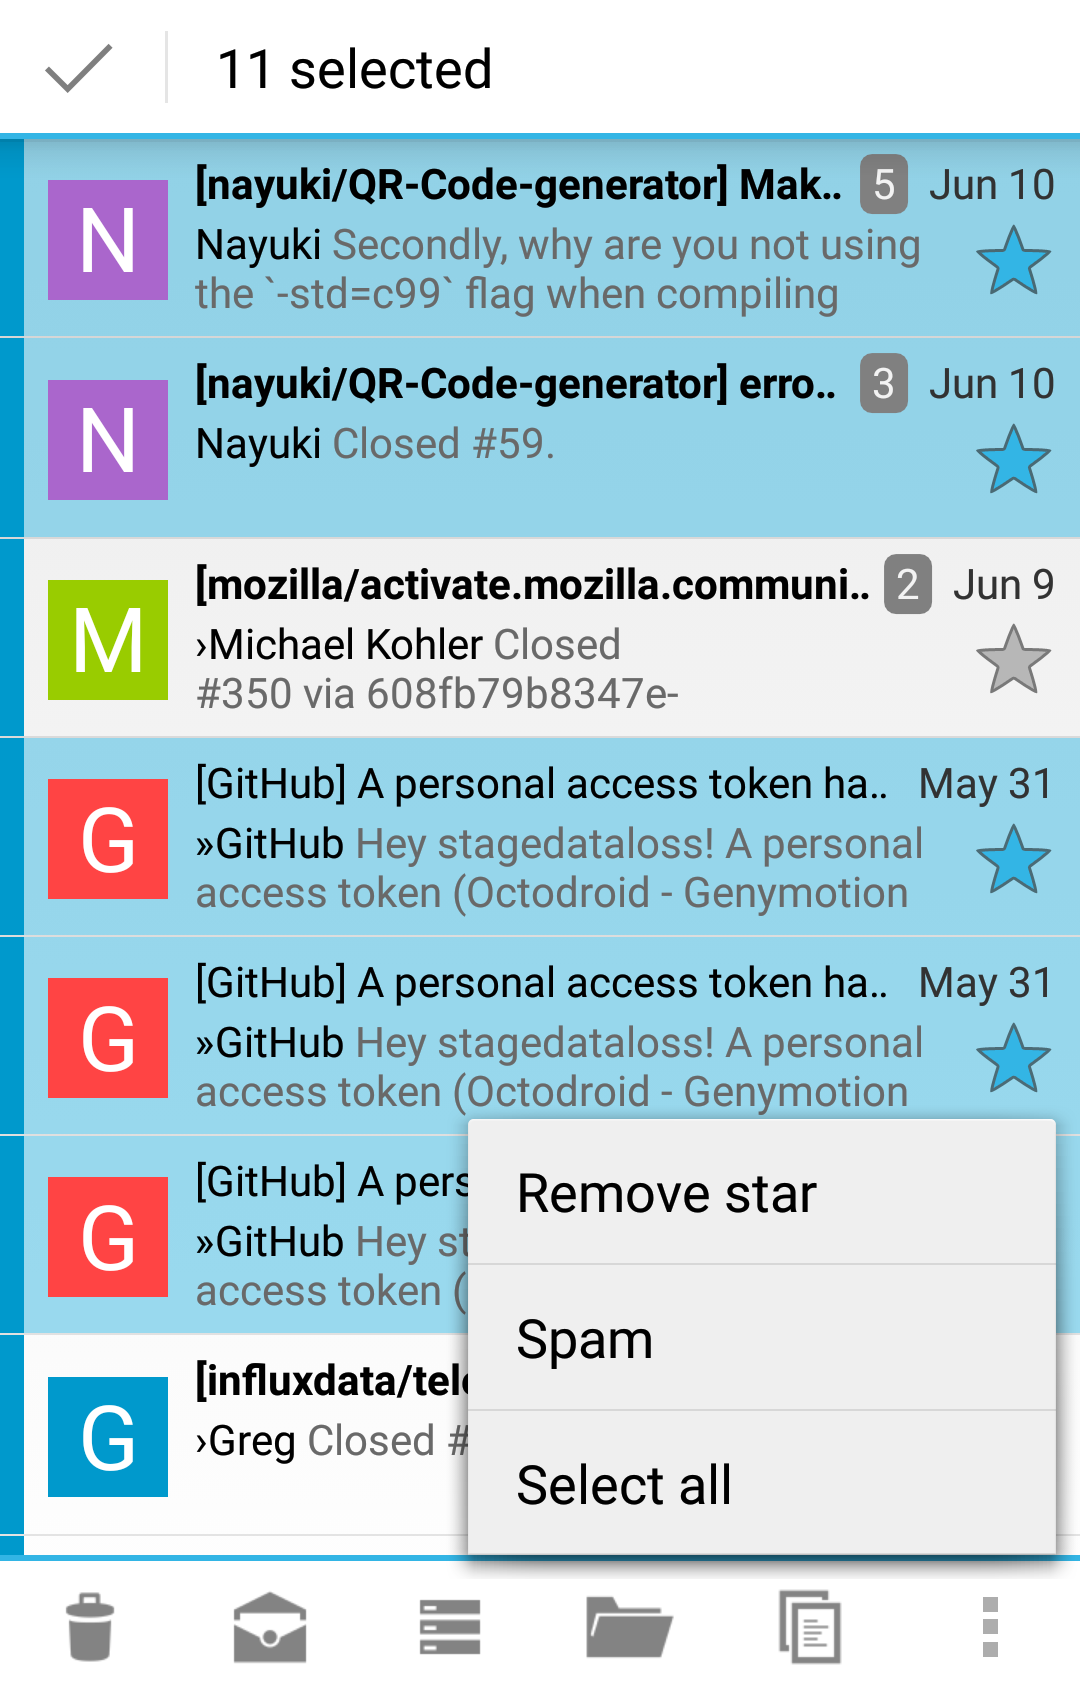 11 selected
N
[nayuki/QR-Code-generator] Mak.. 5 Jun 10
Nayuki Secondly, why are you not using
the `-std=c99` flag when compiling
N
[nayuki/QR-Code-generator] erro.. 3 Jun 10
Nayuki Closed #59.
M
[mozilla/activate.mozilla.communi.. 2 Jun 9
›Michael Kohler Closed
#350 via 608fb79b8347e-
G
[GitHub] A personal access token ha.. May 31
»GitHub Hey stagedataloss! A personal
access token (Octodroid - Genymotion
G
[GitHub] A personal access token ha.. May 31
»GitHub Hey stagedataloss! A personal
access token (Octodroid - Genymotion
G
[GitHub] A pers
»GitHub Hey st
access token (
G
[influxdata/tel
›Greg Closed #
Remove star
Spam
Select all